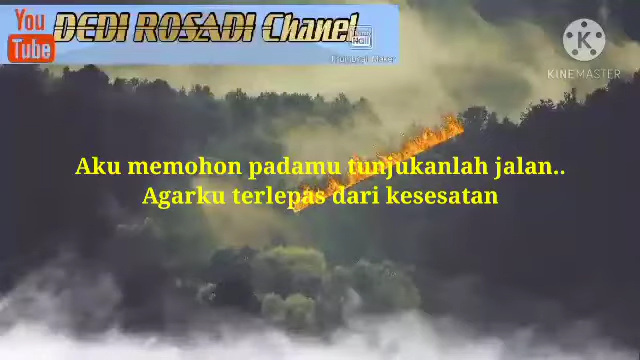 You
Tube
DEDI ROSADI Chanel
KINEMASTER
Aku memohon padamu tunjukanlah jalan..
Agarku terlepas dari kesesatan